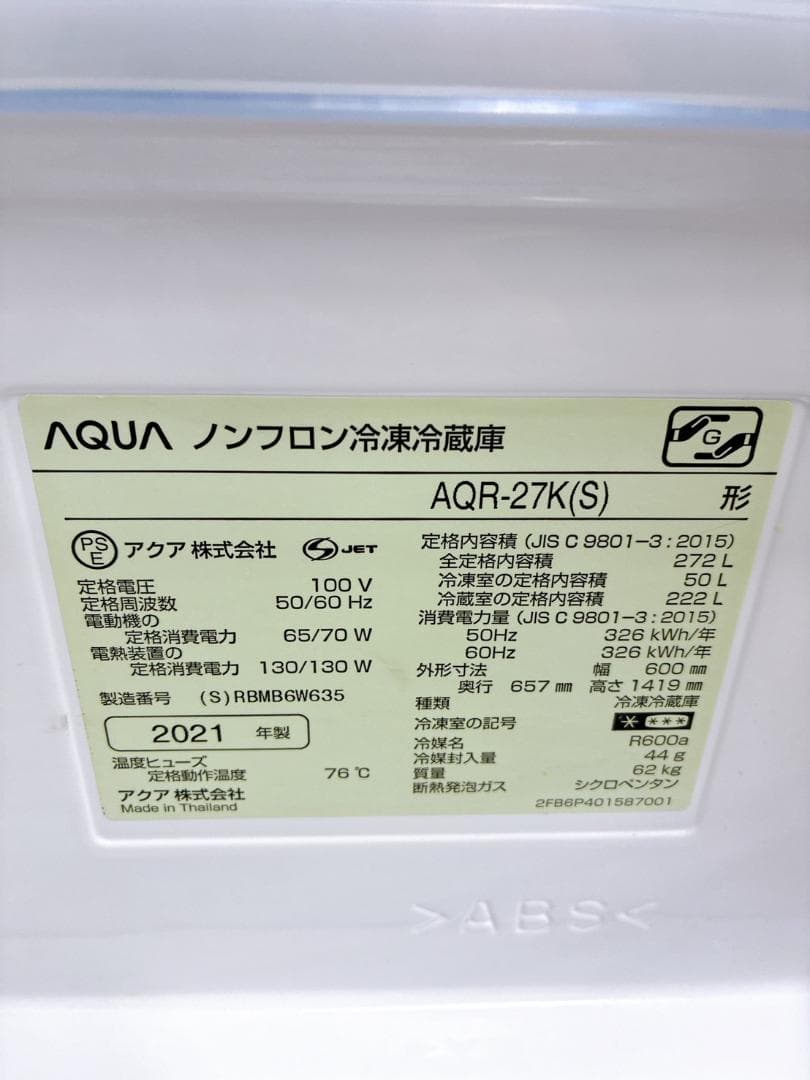 AQUA ノンフロン冷凍冷蔵庫
G
AQR-27K(S) 形
PSE アクア 株式会社 S JET
定格電圧 100 V
定格周波数 50/60 Hz
電動機の
定格消費電力 65/70 W
電熱装置の
定格消費電力 130/130 W
製造番号 (S)RBMB6W635
2021 年製
温度ヒューズ
定格動作温度 76 ℃
アクア 株式会社
Made in Thailand
定格内容積 (JIS C 9801-3:2015)
全定格内容積 272 L
冷凍室の定格内容積 50 L
冷蔵室の定格内容積 222 L
消費電力量 (JIS C 9801-3:2015)
50Hz 326 kWh/年
60Hz 326 kWh/年
外形寸法 幅 600 mm
奥行 657 mm 高さ 1419 mm
種類 冷凍冷蔵庫
冷凍室の記号 * ***
冷媒名 R600a
冷媒封入量 44 g
質量 62 kg
断熱発泡ガス シクロペンタン
2FB6P401587001
>ABS<